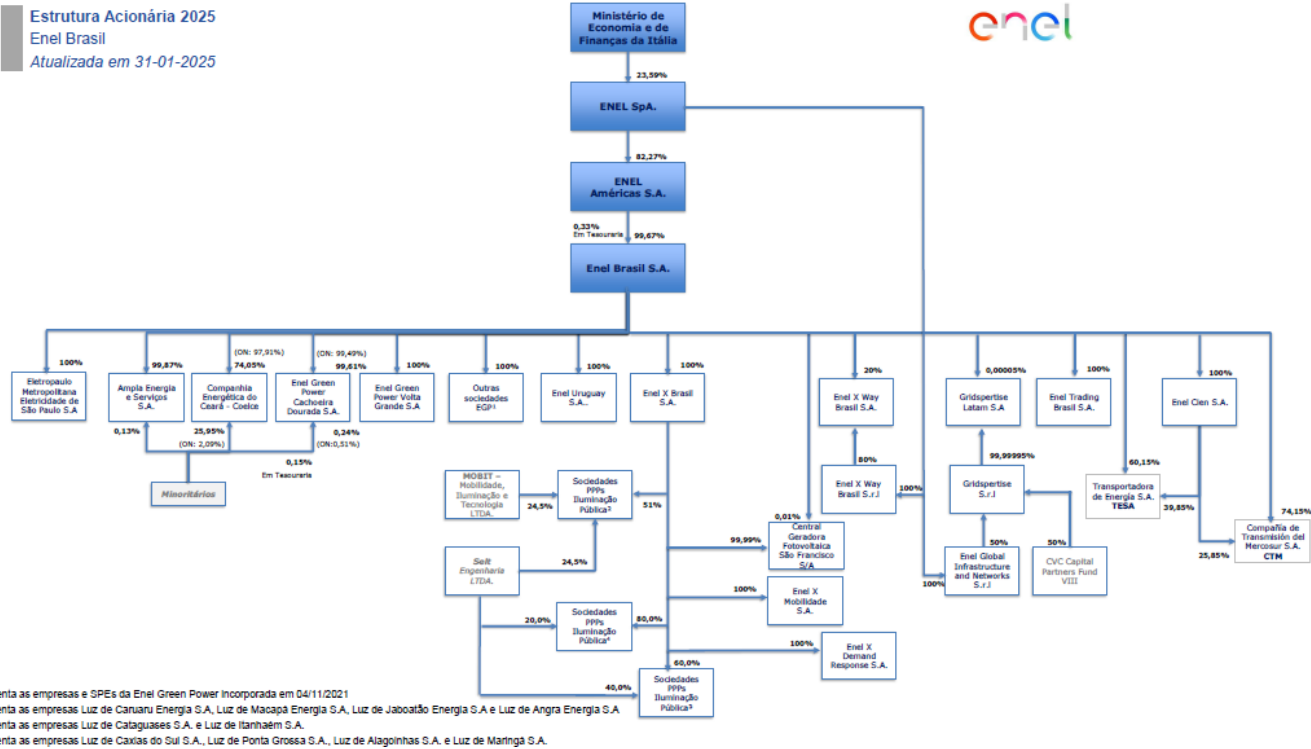 Estrutura Acionária 2025
Enel Brasil
Atualizada em 31-01-2025
enel
Ministério de
Economia e de
Finanças da Itália
23,59%
ENEL SpA.
82,27%
ENEL
Américas S.A.
0,33%
Em Tesouraria
99,67%
Enel Brasil S.A.
100%
Eletropaulo
Metropolitana
Eletricidade de
São Paulo S.A
99,87%
Ampla Energia
e Serviços
S.A.
0,13%
(ON: 97,91%)
74,05%
Companhia
Energética do
Ceará - Coelce
25,95%
(ON: 2,09%)
(ON: 99,49%)
99,61%
Enel Green
Power
Cachoeira
Dourada S.A.
0,24%
(ON:0,51%)
0,15%
Em Tesouraria
Minoritários
100%
Enel Green
Power Volta
Grande S.A
100%
Outras
sociedades
EGP¹
100%
Enel Uruguay
S.A..
100%
Enel X Brasil
S.A.
20%
Enel X Way
Brasil S.A.
80%
Enel X Way
Brasil S.r.l
100%
0,00005%
Gridspertise
Latam S.A
99,99995%
Gridspertise
S.r.l
50%
Enel Global
Infrastructure
and Networks
S.r.l
100%
50%
CVC Capital
Partners Fund
VIII
100%
Enel Trading
Brasil S.A.
100%
Enel Cien S.A.
60,15%
Transportadora
de Energía S.A.
TESA
39,85%
74,15%
Compañía de
Transmisión del
Mercosur S.A.
CTM
25,85%
MOBIT –
Mobilidade,
Iluminação e
Tecnologia
LTDA.
24,5%
Sociedades
PPPs
Iluminação
Pública²
51%
Selt
Engenharia
LTDA.
24,5%
0,01%
99,99%
Central
Geradora
Fotovoltaica
São Francisco
S/A
100%
Enel X
Mobilidade
S.A.
20,0%
Sociedades
PPPs
Iluminação
Pública⁴
80,0%
100%
Enel X
Demand
Response S.A.
60,0%
40,0%
Sociedades
PPPs
Iluminação
Pública³
enta as empresas e SPEs da Enel Green Power incorporada em 04/11/2021
enta as empresas Luz de Caruaru Energia S.A, Luz de Macapá Energia S.A, Luz de Jaboatão Energia S.A e Luz de Angra Energia S.A
enta as empresas Luz de Cataguases S.A. e Luz de Itanhaém S.A.
enta as empresas Luz de Caxias do Sul S.A., Luz de Ponta Grossa S.A., Luz de Alagoinhas S.A. e Luz de Maringá S.A.